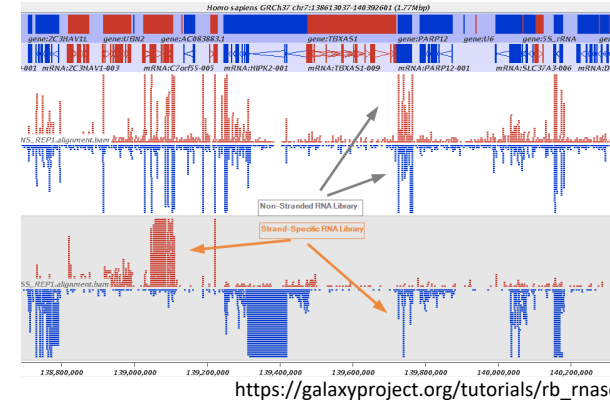 Homo sapiens GRCh37 chr7:138613037-140392601 (1.77Mbp)
gene:ZC3HAV1L gene:UBN2 gene:AC083883.1 gene:TBXAS1 gene:PARP12 gene:U6 gene:5S_rRNA gen
-001 mRNA:ZC3HAV1-003 mRNA:C7orf55-005 mRNA:HIPK2-001 mRNA:TBXAS1-009 mRNA:PARP12-001 mRNA:SLC37A3-006 mRNA:D
NS_REP1.alignment.bam
Non-Stranded RNA Library
Strand-Specific RNA Library
SS_REP1.alignment.bam
138,800,000 139,000,000 139,200,000 139,400,000 139,600,000 139,800,000 140,000,000 140,200,000
https://galaxyproject.org/tutorials/rb_rnase